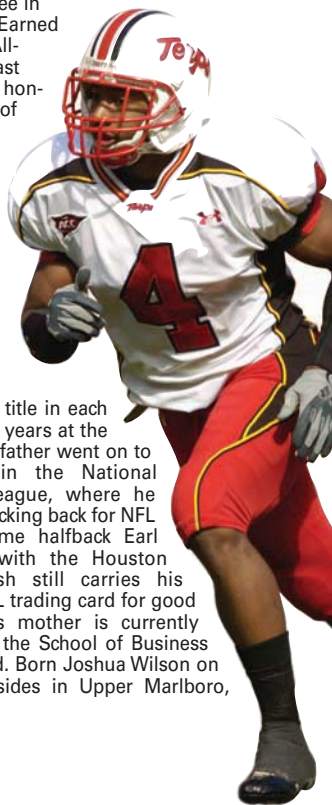 ee in
Earned
All-
ast
hon-
of
Terps
ACC
Terps
4
title in each
years at the
father went on to
in the National
eague, where he
cking back for NFL
me halfback Earl
with the Houston
sh still carries his
L trading card for good
s mother is currently
the School of Business
d. Born Joshua Wilson on
sides in Upper Marlboro,